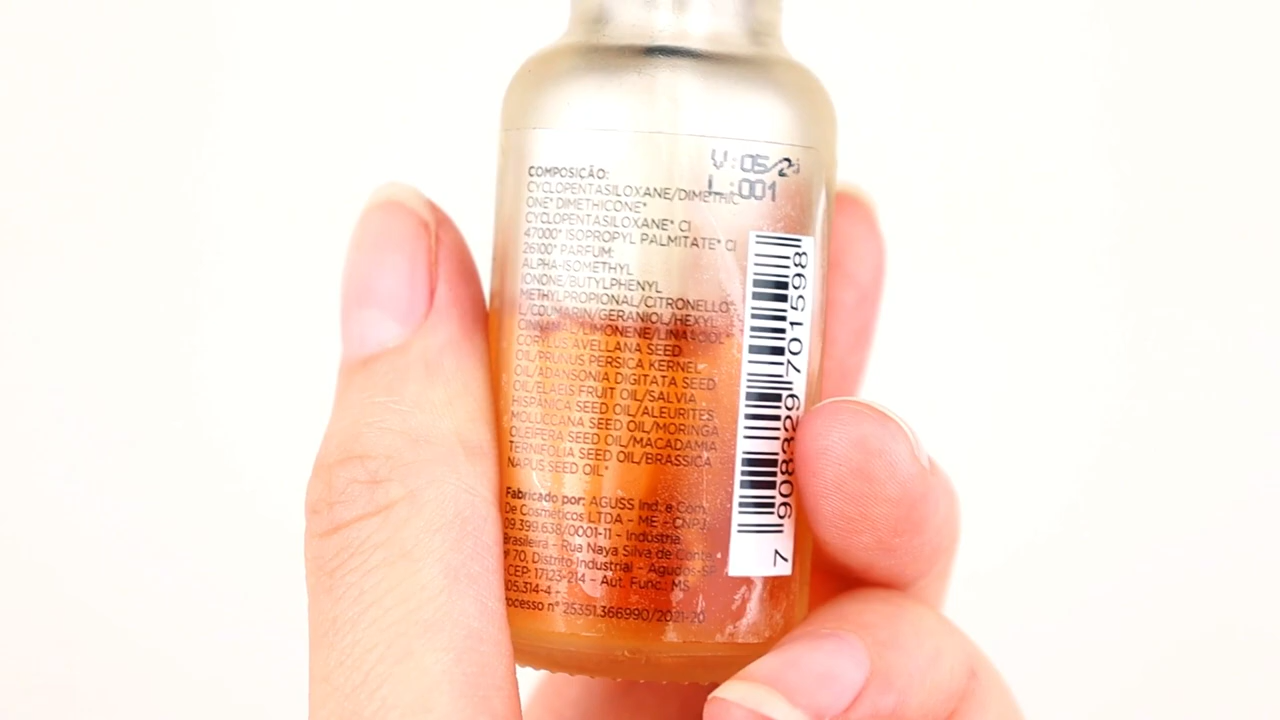 V:05/2
L:001
COMPOSIÇÃO:
CYCLOPENTASILOXANE/DIMETHIC
ONE* DIMETHICONE*
CYCLOPENTASILOXANE* CI
47000* ISOPROPYL PALMITATE* CI
26100* PARFUM:
ALPHA-ISOMETHYL
IONONE/BUTYLPHENYL
METHYLPROPIONAL/CITRONELLO
L/COUMARIN/GERANIOL/HEXYL
CINNAMAL/LIMONENE/LINALOOL*
CORYLUS AVELLANA SEED
OIL/PRUNUS PERSICA KERNEL
OIL/ADANSONIA DIGITATA SEED
OIL/ELAEIS FRUIT OIL/SALVIA
HISPÂNICA SEED OIL/ALEURITES
MOLUCCANA SEED OIL/MORINGA
OLEIFERA SEED OIL/MACADAMIA
TERNIFOLIA SEED OIL/BRASSICA
NAPUS SEED OIL*
Fabricado por: AGUSS Ind. e Com.
De Cosméticos LTDA - ME - CNPJ
09.399.638/0001-11 - Indústria
Brasileira - Rua Naya Silva de Conte,
nº 70, Distrito Industrial - Agudos-SP
CEP: 17123-214 - Aut. Func.: MS
.05.314-4 -
rocesso nº 25351.366990/2021-20
7 908329 701598